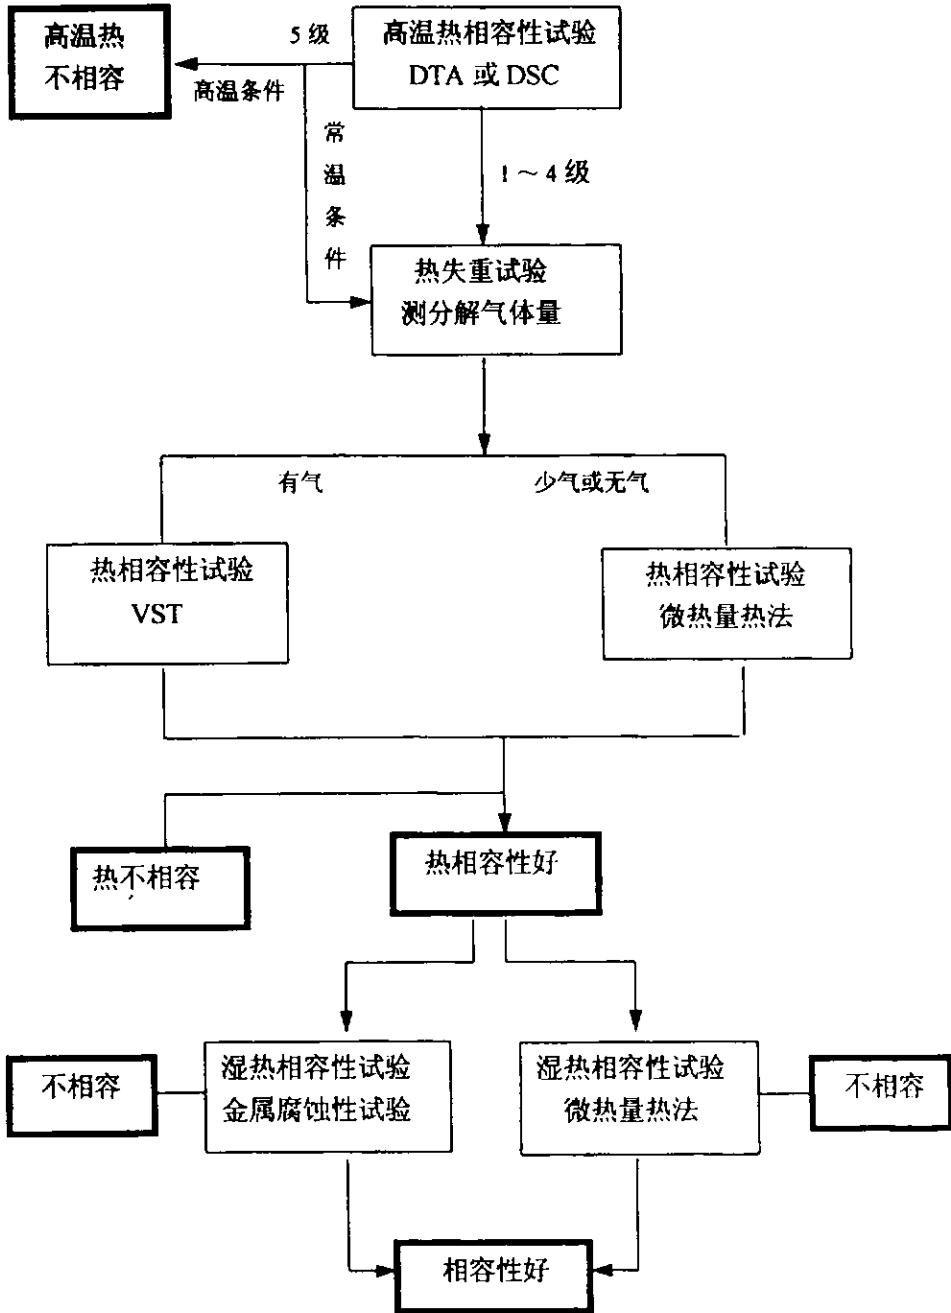 高温热
不相容
5 级
高温条件
高温热相容性试验
DTA 或 DSC
常
温
条
件
1～4 级
热失重试验
测分解气体量
有气
少气或无气
热相容性试验
VST
热相容性试验
微热量热法
热不相容
热相容性好
不相容
湿热相容性试验
金属腐蚀性试验
湿热相容性试验
微热量热法
不相容
相容性好